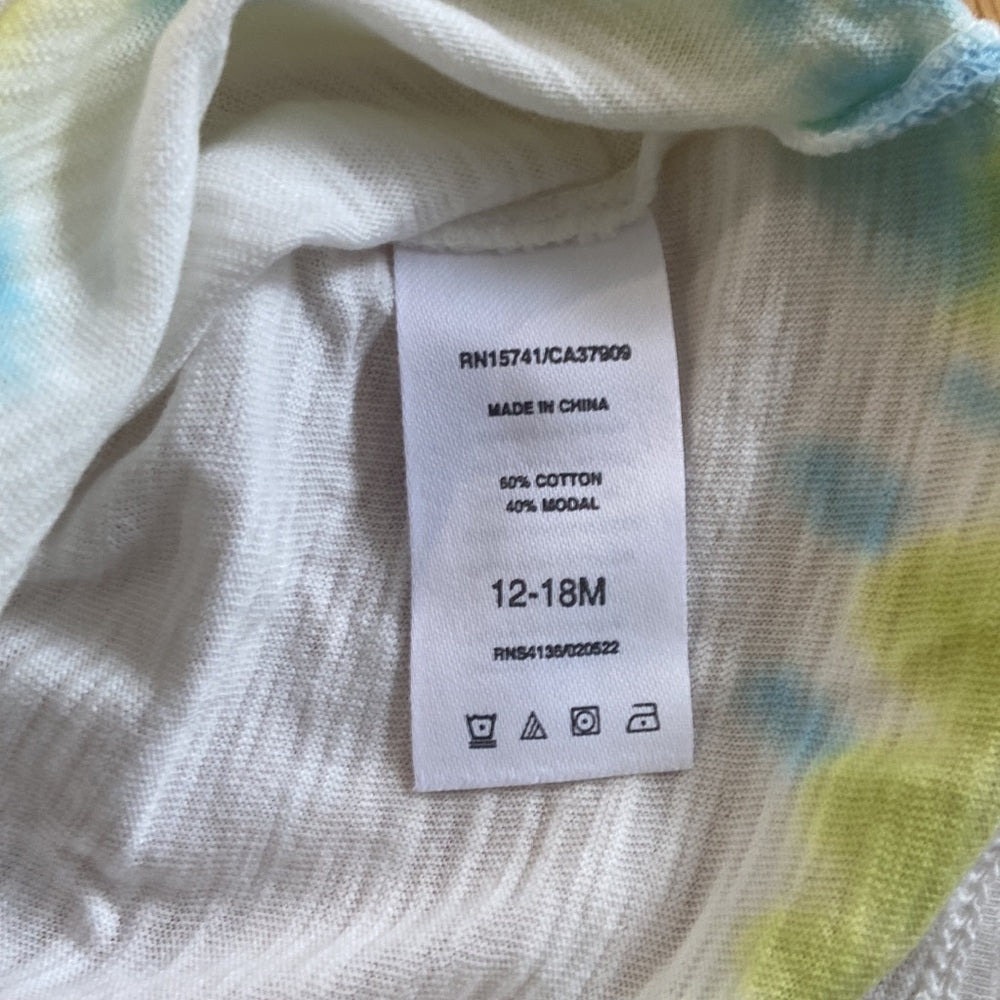 RN15741/CA37909
MADE IN CHINA
60% COTTON
40% MODAL
12-18M
RNS4136/020522